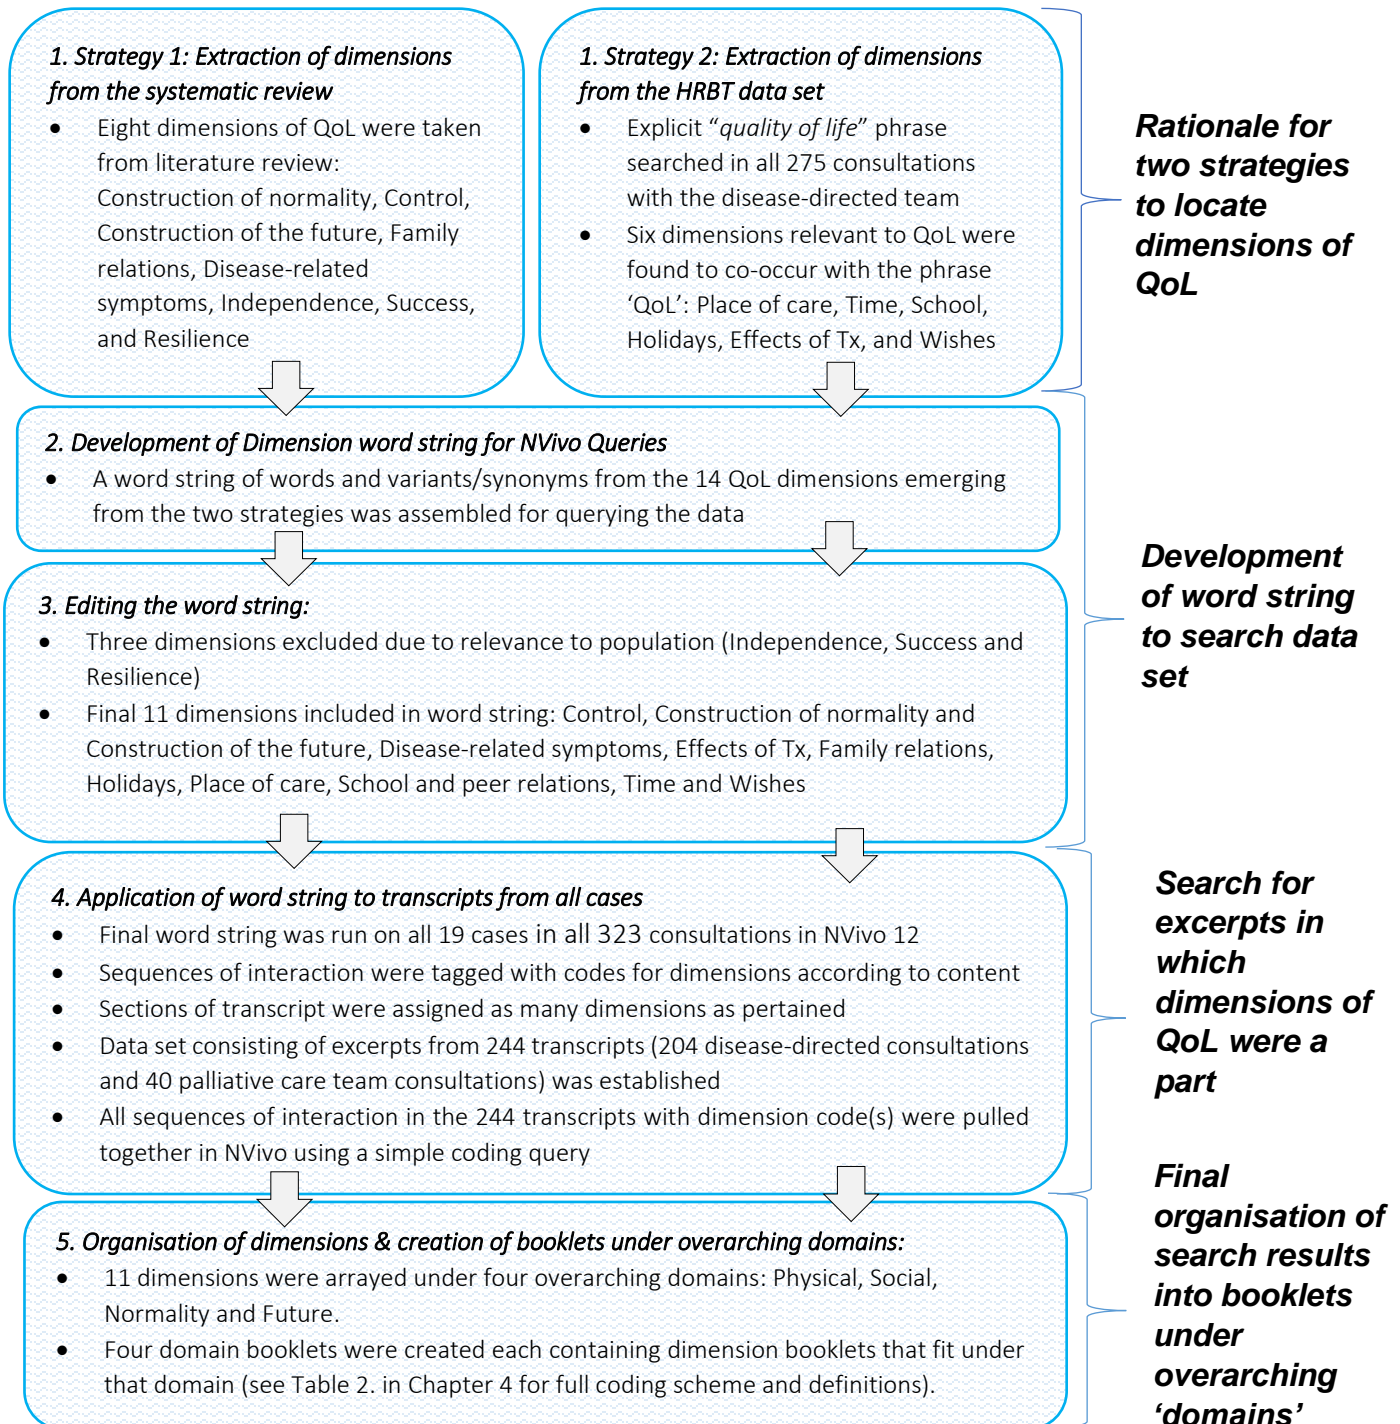 1. Strategy 1: Extraction of dimensions
from the systematic review
• Eight dimensions of QoL were taken
from literature review:
Construction of normality, Control,
Construction of the future, Family
relations, Disease-related
symptoms, Independence, Success,
and Resilience
1. Strategy 2: Extraction of dimensions
from the HRBT data set
• Explicit “quality of life” phrase
searched in all 275 consultations
with the disease-directed team
• Six dimensions relevant to QoL were
found to co-occur with the phrase
‘QoL’: Place of care, Time, School,
Holidays, Effects of Tx, and Wishes
Rationale for
two strategies
to locate
dimensions of
QoL
2. Development of Dimension word string for NVivo Queries
• A word string of words and variants/synonyms from the 14 QoL dimensions emerging
from the two strategies was assembled for querying the data
3. Editing the word string:
• Three dimensions excluded due to relevance to population (Independence, Success and
Resilience)
• Final 11 dimensions included in word string: Control, Construction of normality and
Construction of the future, Disease-related symptoms, Effects of Tx, Family relations,
Holidays, Place of care, School and peer relations, Time and Wishes
Development
of word string
to search data
set
4. Application of word string to transcripts from all cases
• Final word string was run on all 19 cases in all 323 consultations in NVivo 12
• Sequences of interaction were tagged with codes for dimensions according to content
• Sections of transcript were assigned as many dimensions as pertained
• Data set consisting of excerpts from 244 transcripts (204 disease-directed consultations
and 40 palliative care team consultations) was established
• All sequences of interaction in the 244 transcripts with dimension code(s) were pulled
together in NVivo using a simple coding query
Search for
excerpts in
which
dimensions of
QoL were a
part
5. Organisation of dimensions & creation of booklets under overarching domains:
• 11 dimensions were arrayed under four overarching domains: Physical, Social,
Normality and Future.
• Four domain booklets were created each containing dimension booklets that fit under
that domain (see Table 2. in Chapter 4 for full coding scheme and definitions).
Final
organisation of
search results
into booklets
under
overarching
‘domains’